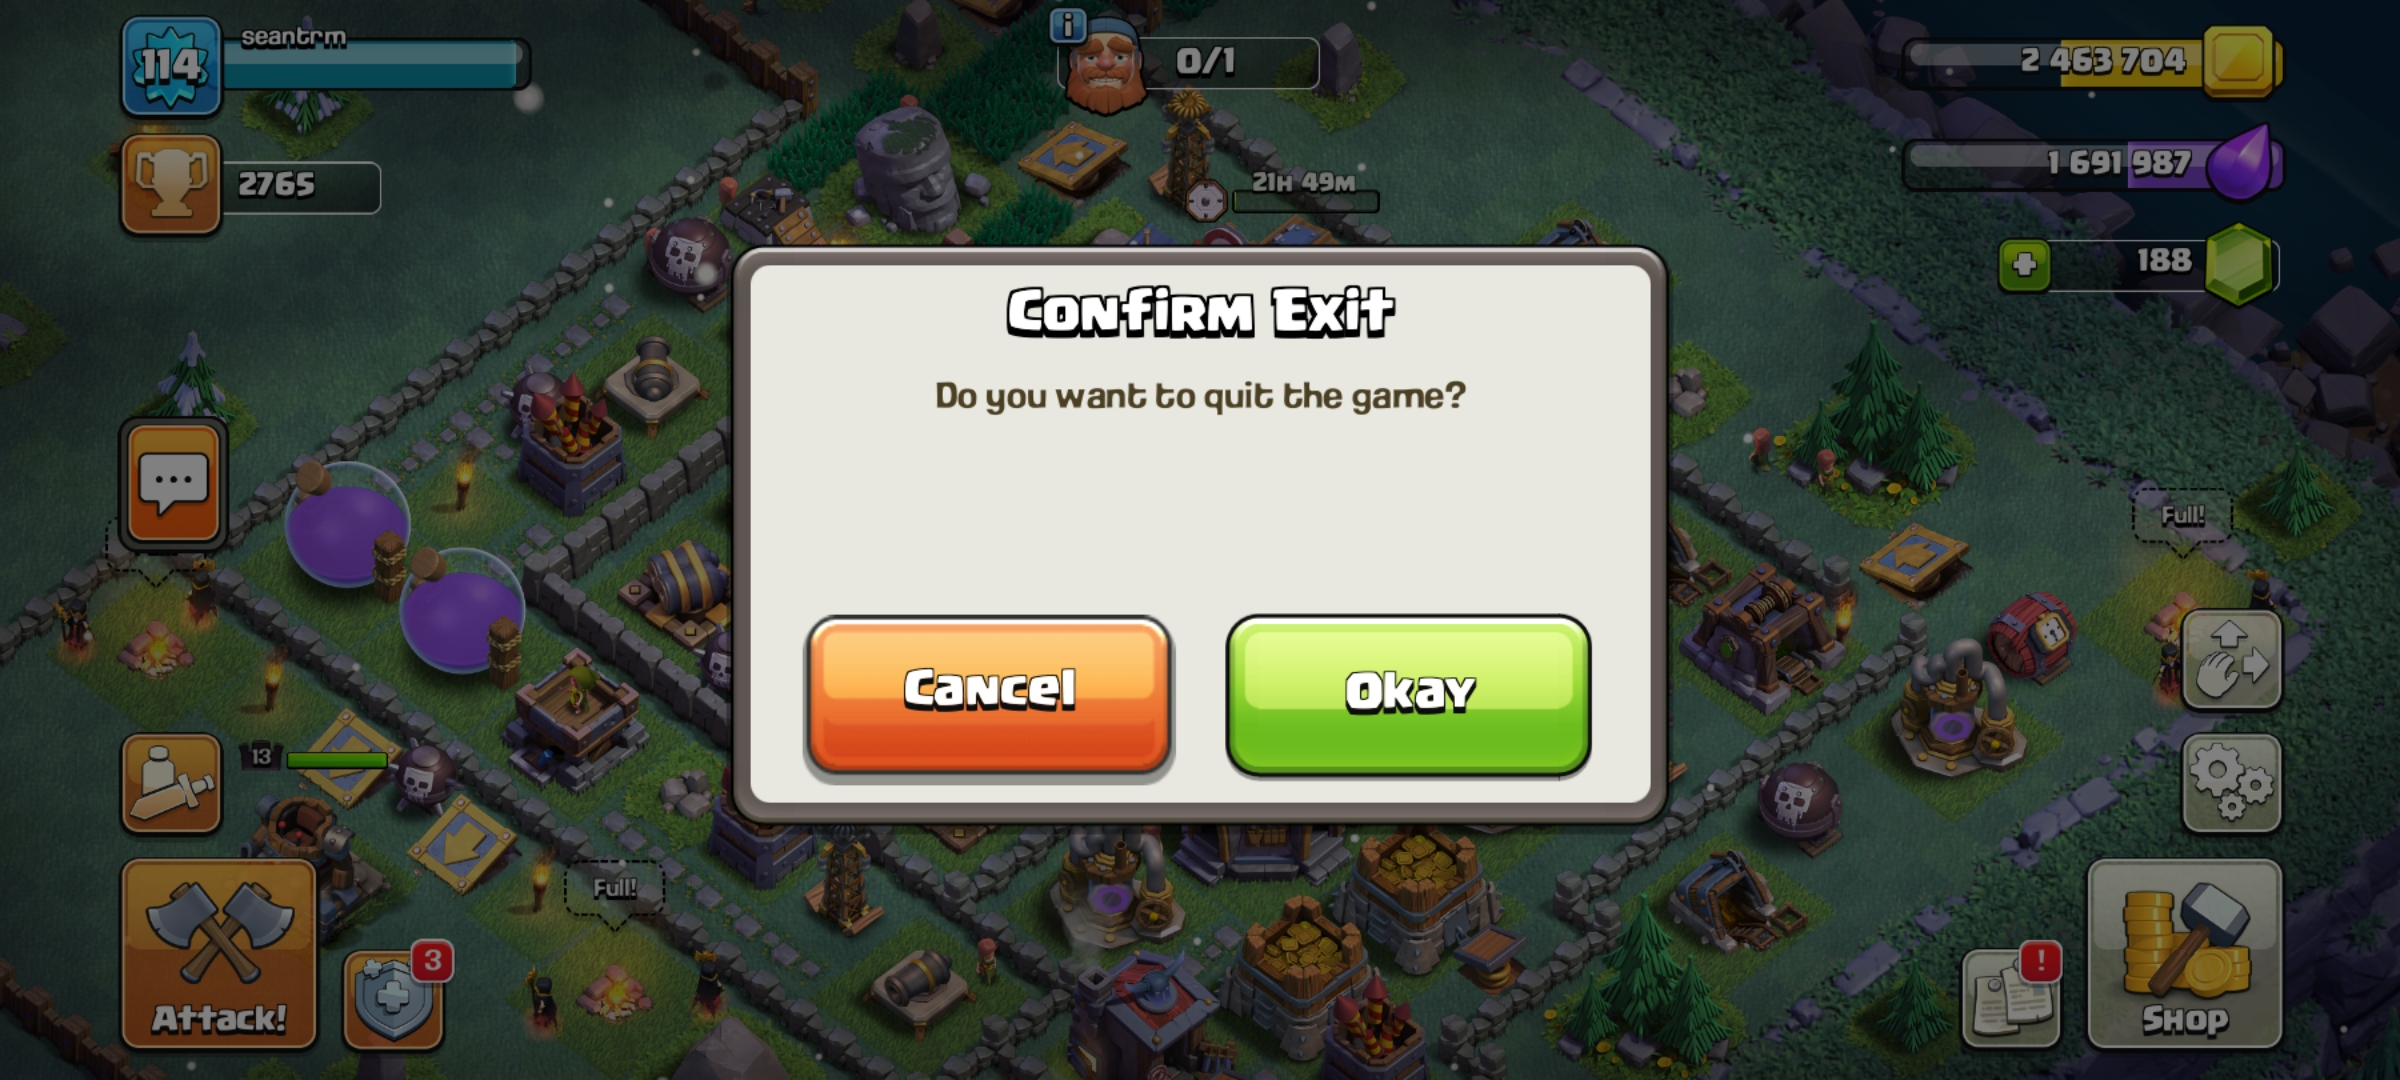 114
seantrm
0/1
2 463 704
2765
1 691 987
21H 49M
188
Confirm Exit
Do you want to quit the game?
Full!
Cancel
Okay
13
Full!
3
Attack!
!
Shop